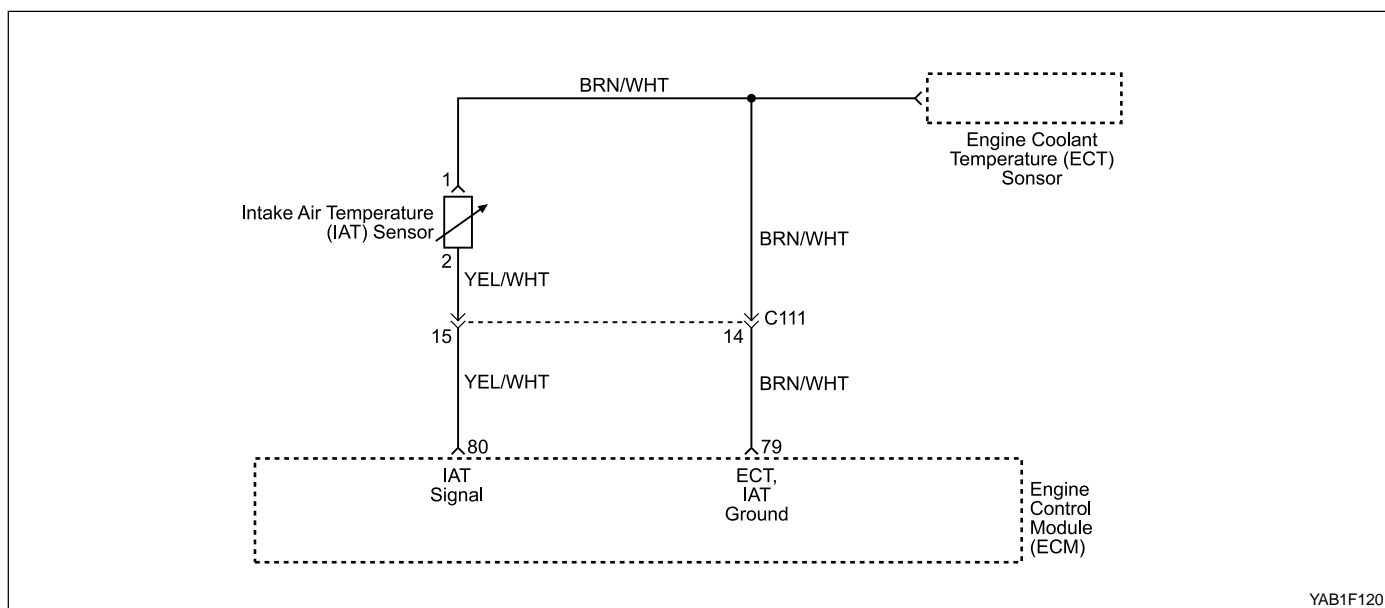 BRN/WHT
Engine Coolant
Temperature (ECT)
Sonsor
1
Intake Air Temperature
(IAT) Sensor
2
BRN/WHT
YEL/WHT
C111
15
14
YEL/WHT
BRN/WHT
80
79
IAT
Signal
ECT,
IAT
Ground
Engine
Control
Module
(ECM)
YAB1F120